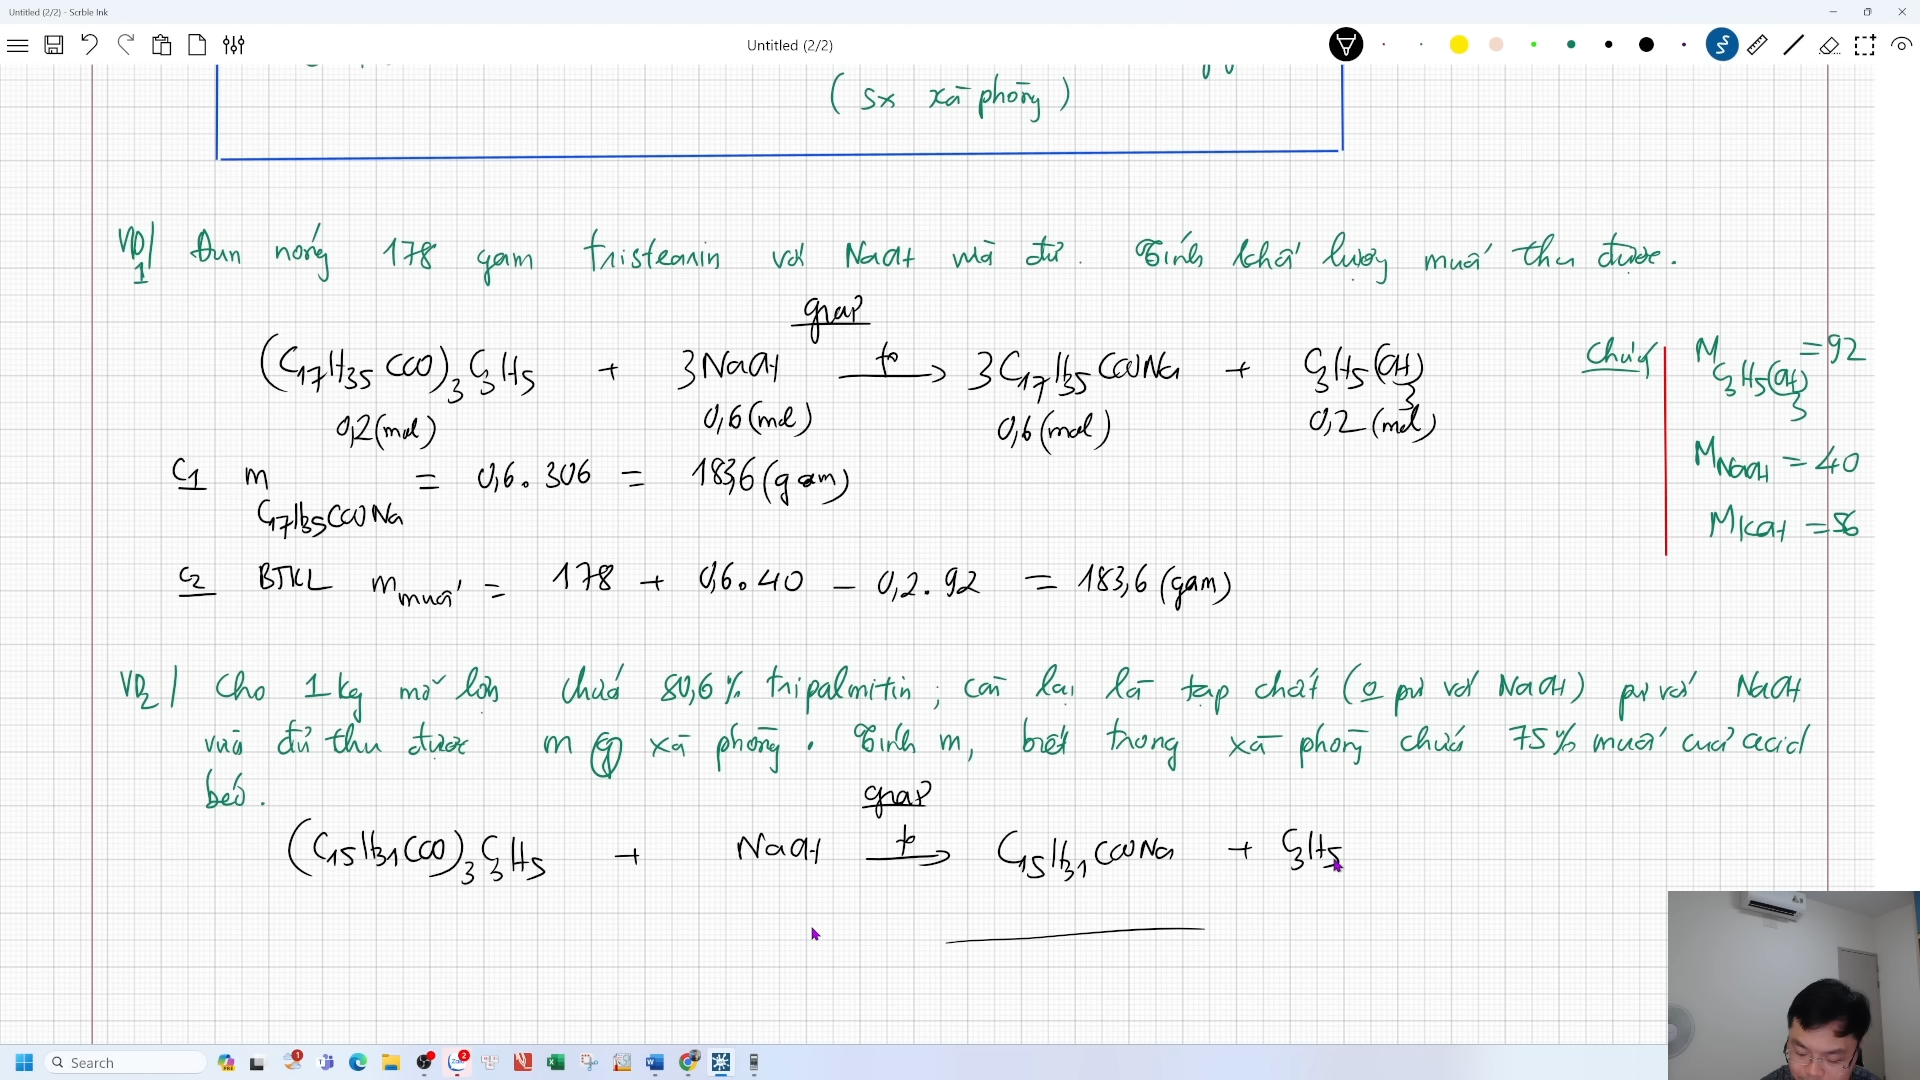 Untitled (2/2) - Scrble Ink
Untitled (2/2)
( sx xà phòng )
VD1/ Đun nóng 178 gam tristearin với NaOH vừa đủ. Tính khối lượng muối thu được.
grap
(C17H35COO)3C3H5 + 3NaOH t° → 3C17H35COONa + C3H5(OH)3
0,2(mol) 0,6(mol) 0,6(mol) 0,2(mol)
C1 m C17H35COONa = 0,6.306 = 183,6(gam)
C2 BTKL m muối = 178 + 0,6.40 - 0,2.92 = 183,6(gam)
Chú ý
M C3H5(OH)3 = 92
M NaOH = 40
M KOH = 56
VD2/ Cho 1kg mỡ lợn chứa 80,6% tripalmitin, còn lại là tạp chất (0 pư với NaOH) pư với NaOH
vừa đủ thu được m (g) xà phòng. Tính m, biết trong xà phòng chứa 75% muối của acid
béo.
grap
(C15H31COO)3C3H5 + NaOH t° → C15H31COONa + C3H5
Search